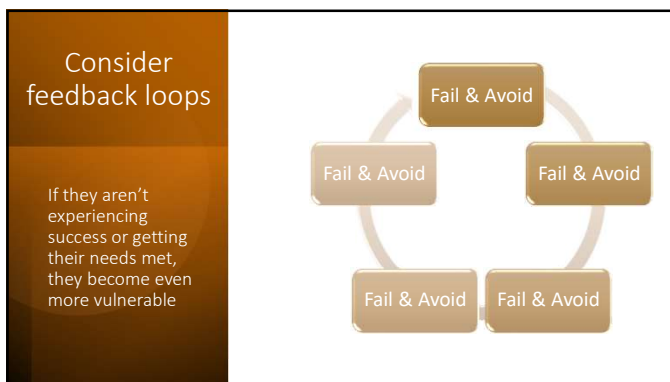 Consider
feedback loops
If they aren't
experiencing
success or getting
their needs met,
they become even
more vulnerable
Fail & Avoid
Fail & Avoid
Fail & Avoid
Fail & Avoid
Fail & Avoid